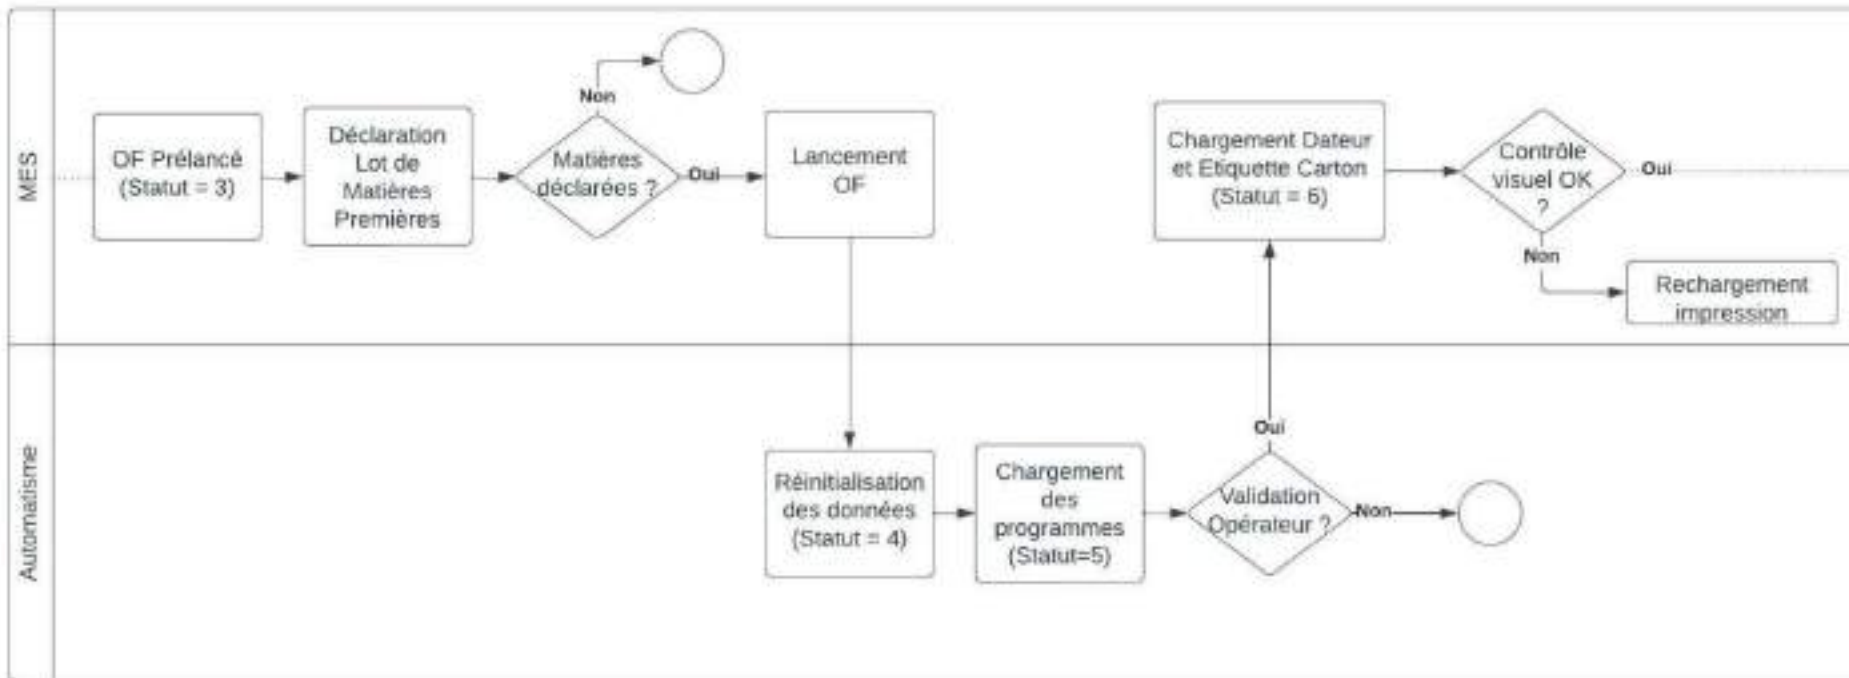 MES
OF Prélancé
(Statut = 3)
Déclaration
Lot de
Matières
Premières
Non
Matières
déclarées ?
Oui
Lancement
OF
Chargement Dateur
et Etiquette Carton
(Statut = 6)
Contrôle
visuel OK
?
Oui
Non
Rechargement
impression
Automatisme
Réinitialisation
des données
(Statut = 4)
Chargement
des
programmes
(Statut=5)
Oui
Validation
Opérateur ?
Non